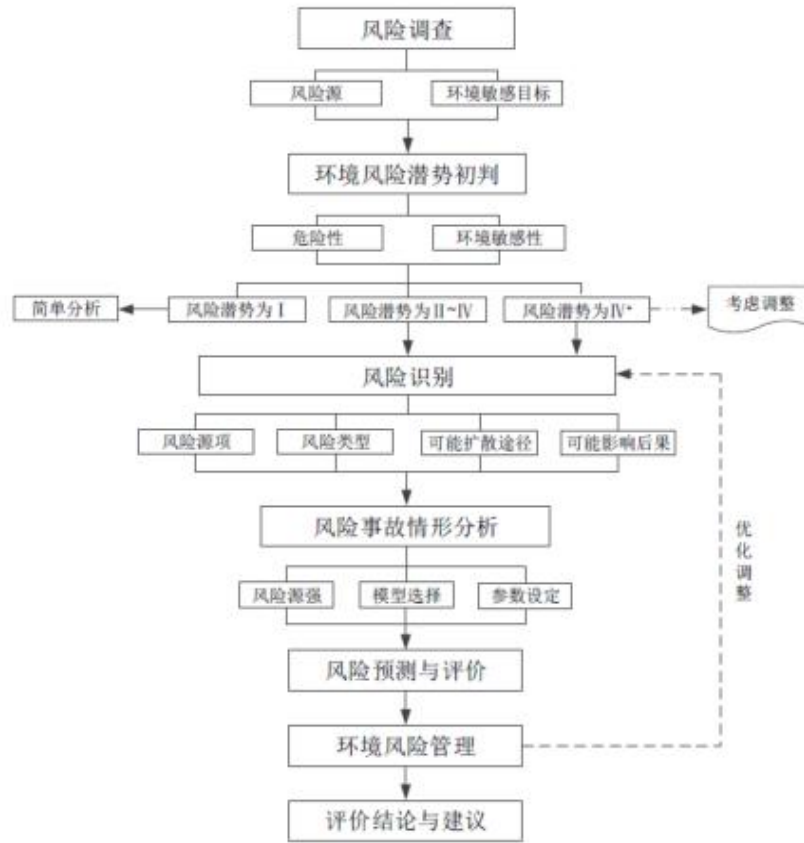 风险调查
风险源
环境敏感目标
环境风险潜势初判
危险性
环境敏感性
简单分析
风险潜势为Ⅰ
风险潜势为Ⅱ~Ⅳ
风险潜势为Ⅳ+
考虑调整
风险识别
风险源项
风险类型
可能扩散途径
可能影响后果
风险事故情形分析
优化调整
风险源强
模型选择
参数设定
风险预测与评价
环境风险管理
评价结论与建议